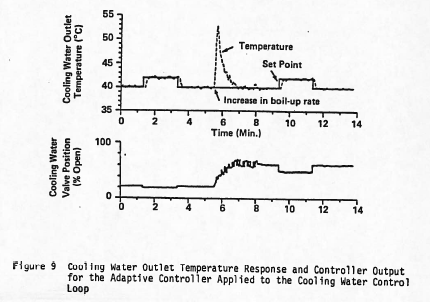 Cooling Water Outlet
Temperature (°C)
55
50
45
40
35
Temperature
Set Point
Increase in boil-up rate
0 2 4 6 8 10 12 14
Time (Min.)
Cooling Water
Valve Position
(% Open)
100
0
0 2 4 6 8 10 12 14
Figure 9 Cooling Water Outlet Temperature Response and Controller Output
for the Adaptive Controller Applied to the Cooling Water Control
Loop